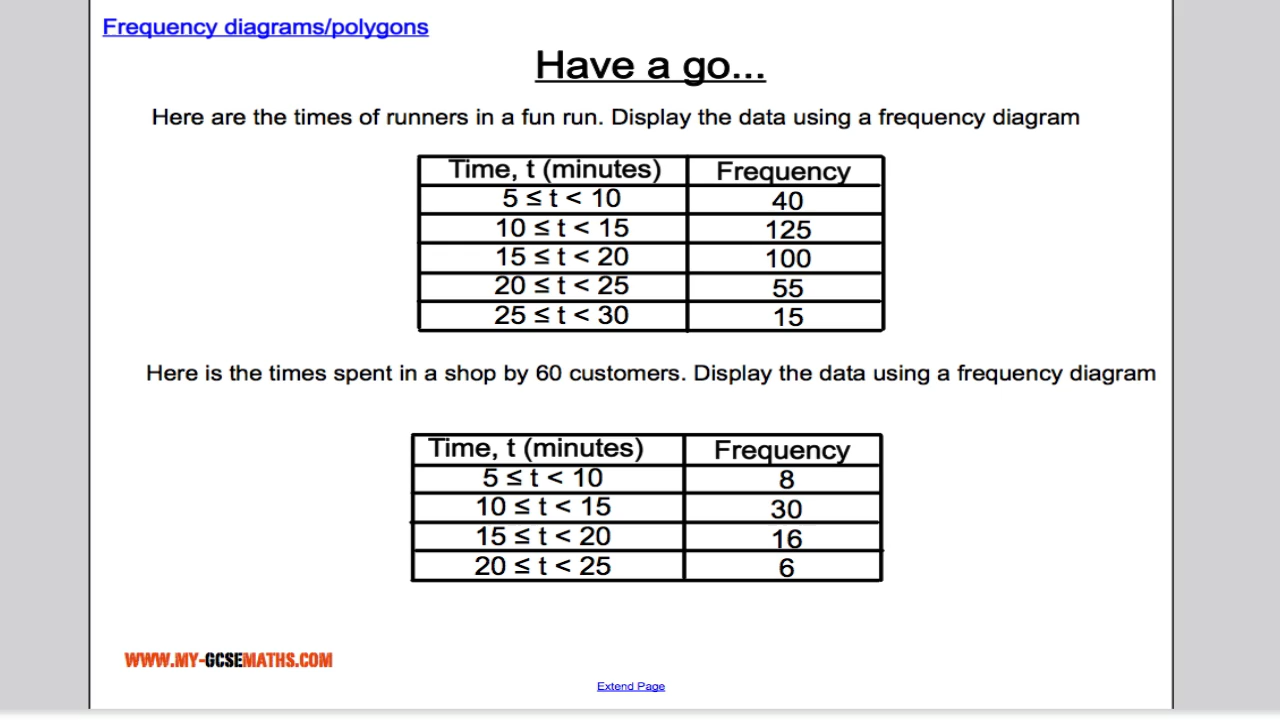 Frequency diagrams/polygons
Have a go...
Here are the times of runners in a fun run. Display the data using a frequency diagram
Time, t (minutes) Frequency
5 ≤ t < 10 40
10 ≤ t < 15 125
15 ≤ t < 20 100
20 ≤ t < 25 55
25 ≤ t < 30 15
Here is the times spent in a shop by 60 customers. Display the data using a frequency diagram
Time, t (minutes) Frequency
5 ≤ t < 10 8
10 ≤ t < 15 30
15 ≤ t < 20 16
20 ≤ t < 25 6
WWW.MY-GCSEMATHS.COM
Extend Page